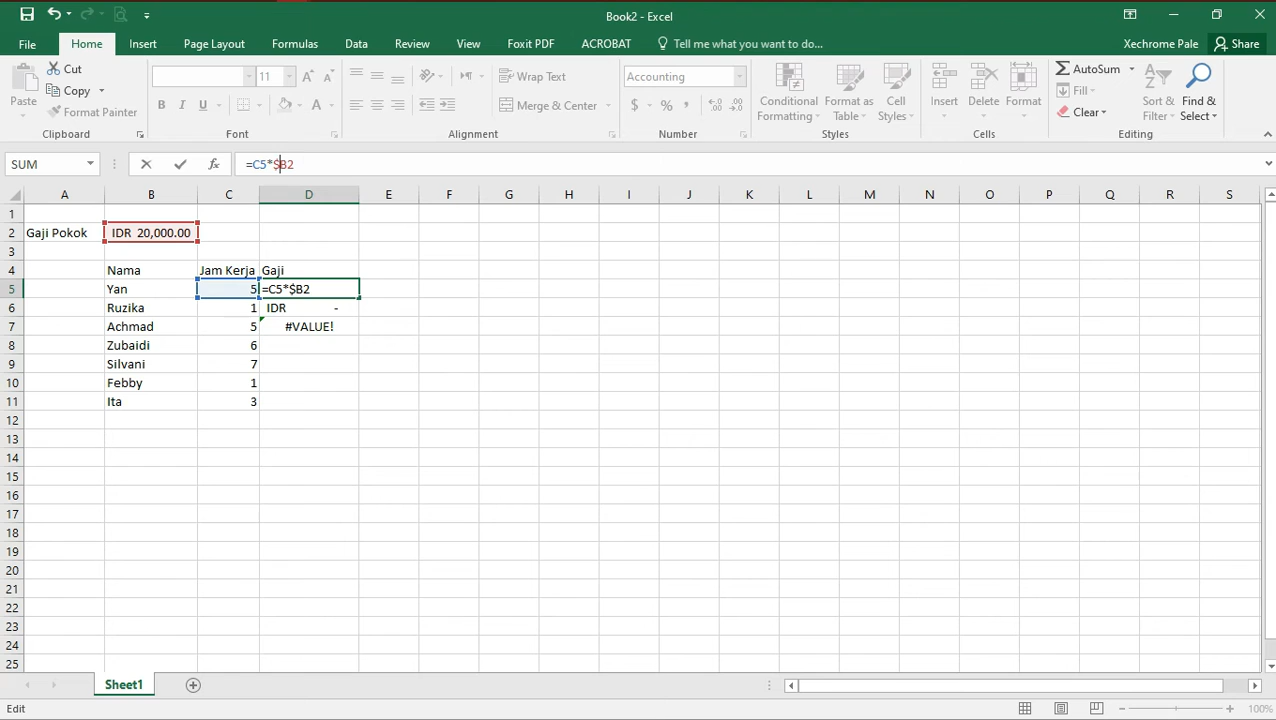 Book2 - Excel
File Home Insert Page Layout Formulas Data Review View Foxit PDF ACROBAT Tell me what you want to do... Xechrome Pale Share
Paste
Cut
Copy
Format Painter
Clipboard
11
B I U
A
Font
Wrap Text
Merge & Center
Alignment
Accounting
$ % ,
Number
Conditional Formatting
Format as Table
Cell Styles
Styles
Insert
Delete
Format
Cells
AutoSum
Fill
Clear
Sort & Filter
Find & Select
Editing
SUM fx =C5*$B2
A B C D E F G H I J K L M N O P Q R S
1
2 Gaji Pokok IDR 20,000.00
3
4 Nama Jam Kerja Gaji
5 Yan 5 =C5*$B2
6 Ruzika 1 IDR -
7 Achmad 5 #VALUE!
8 Zubaidi 6
9 Silvani 7
10 Febby 1
11 Ita 3
12
13
14
15
16
17
18
19
20
21
22
23
24
25
Sheet1
Edit 100%